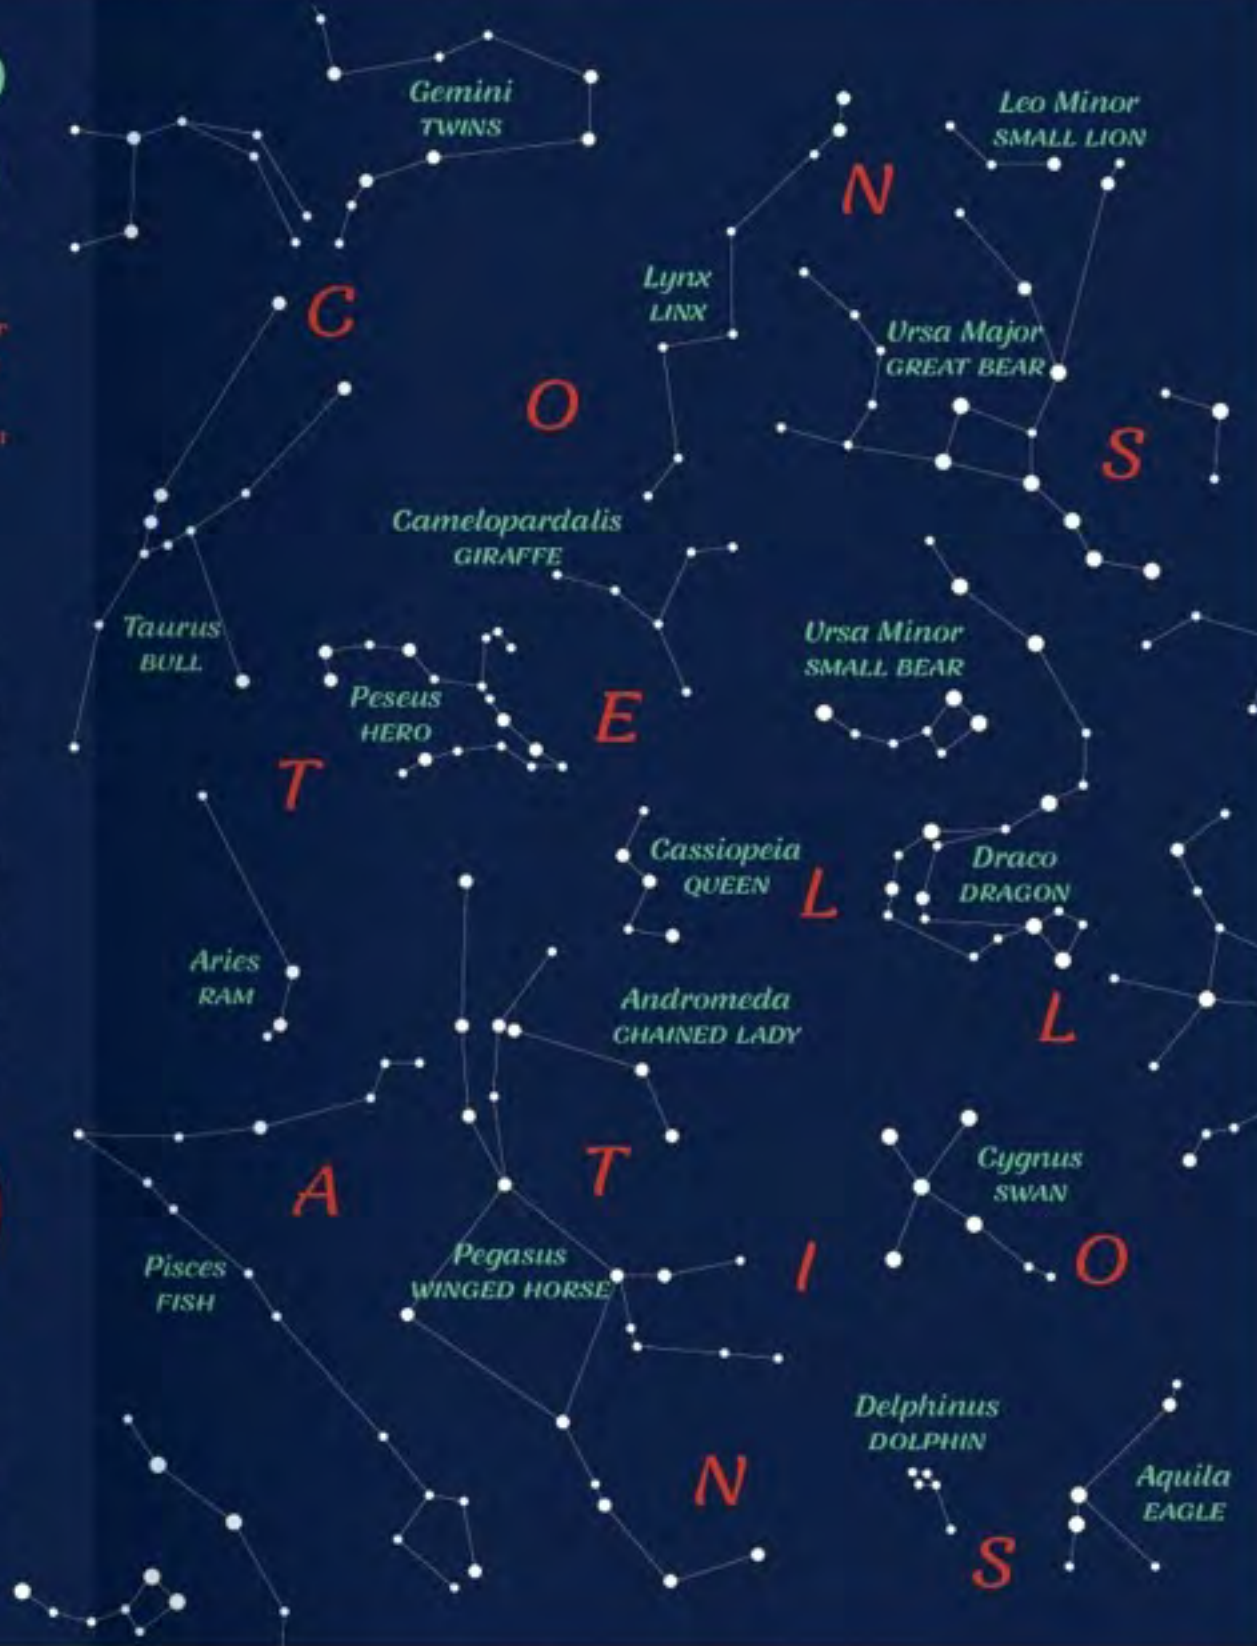 Gemini
TWINS
Leo Minor
SMALL LION
N
Lynx
LINX
C
Ursa Major
GREAT BEAR
O
S
Camelopardalis
GIRAFFE
Taurus
BULL
Ursa Minor
SMALL BEAR
Peseus
HERO
E
T
Cassiopeia
QUEEN
L
Draco
DRAGON
Aries
RAM
Andromeda
CHAINED LADY
L
A
T
Cygnus
SWAN
Pisces
FISH
Pegasus
WINGED HORSE
I
O
Delphinus
DOLPHIN
N
Aquila
EAGLE
S